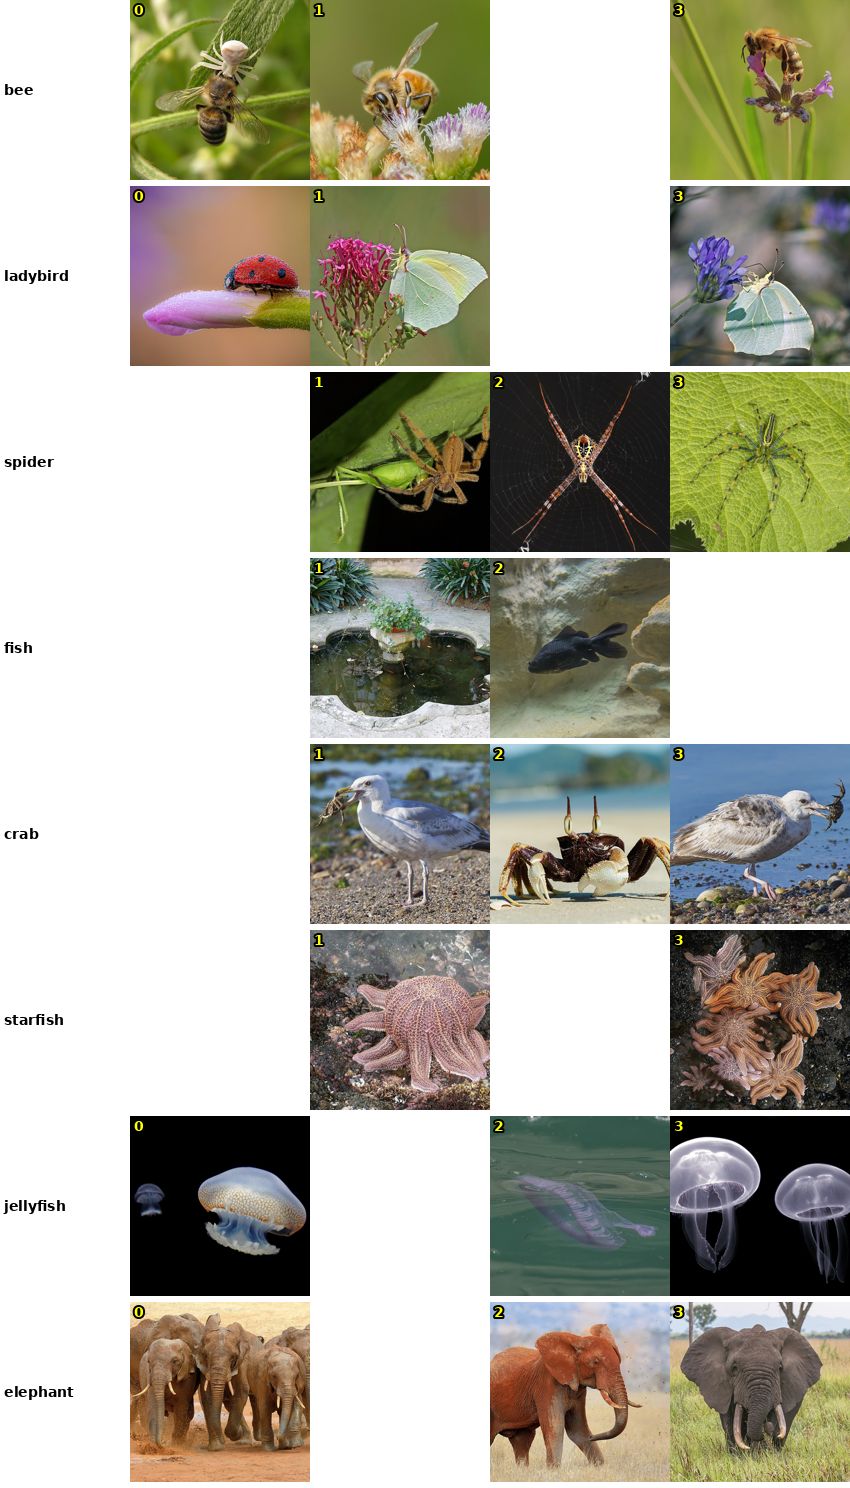 0 1 3
bee
0 1 3
ladybird
1 2 3
spider
1 2
fish
1 2 3
crab
1 3
starfish
0 2 3
jellyfish
0 2 3
elephant